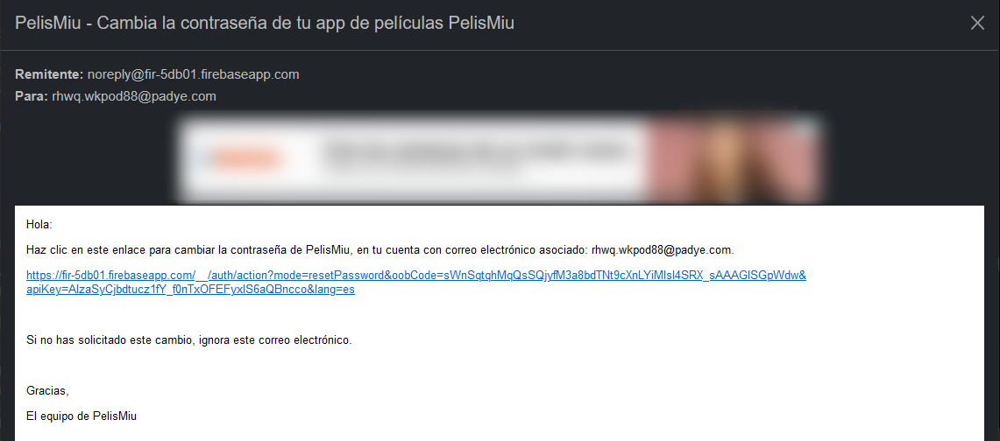 PelisMiu - Cambia la contraseña de tu app de películas PelisMiu
Remitente: noreply@fir-5db01.firebaseapp.com
Para: rhwq.wkpod88@padye.com
Hola:
Haz clic en este enlace para cambiar la contraseña de PelisMiu, en tu cuenta con correo electrónico asociado: rhwq.wkpod88@padye.com.
https://fir-5db01.firebaseapp.com/__/auth/action?mode=resetPassword&oobCode=sWnSqtqhMqQsSQjyfM3a8bdTNt9cXnLYiMlsI4SRX_sAAAGlSGpWdw&
apiKey=AIzaSyCjbdtucz1fY_f0nTxOFEFyxlS6aQBncco&lang=es
Si no has solicitado este cambio, ignora este correo electrónico.
Gracias,
El equipo de PelisMiu